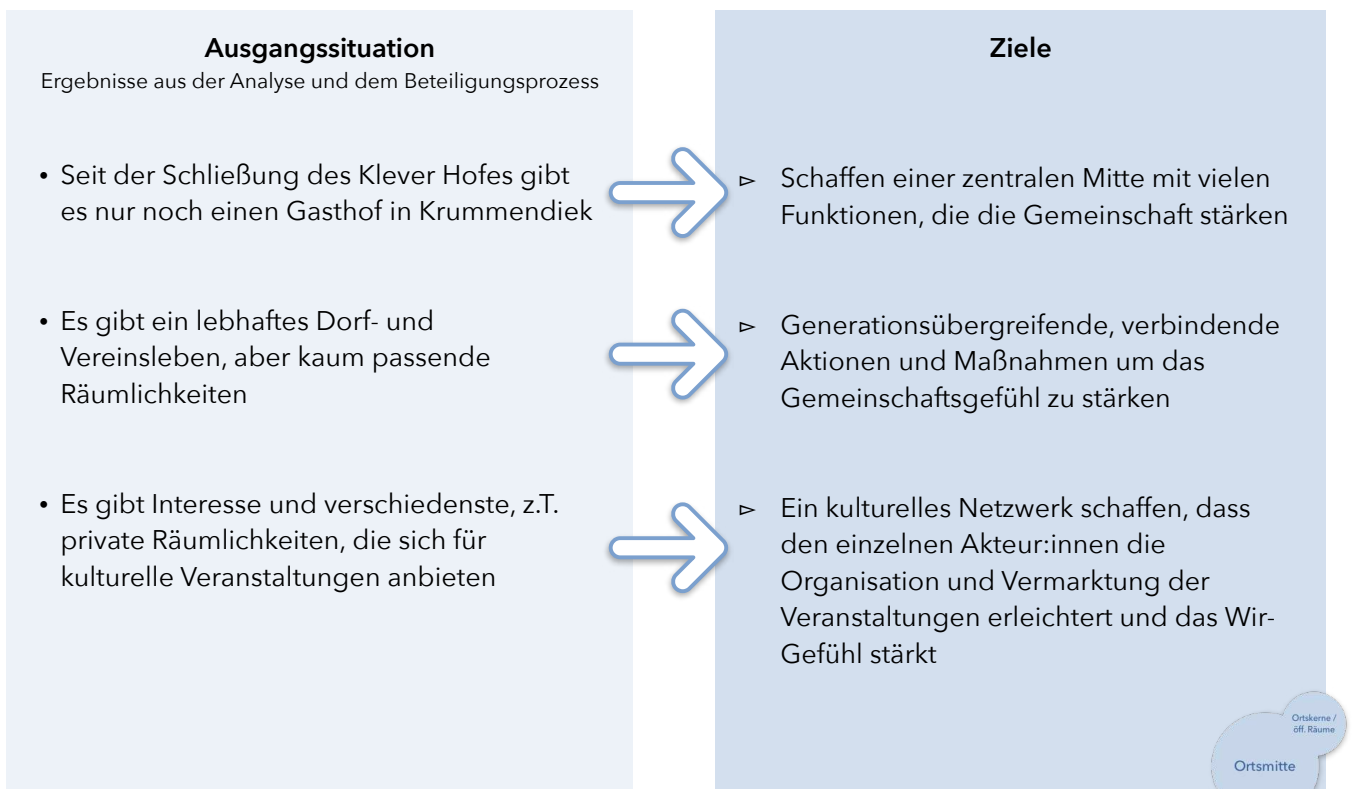 Ausgangssituation
Ergebnisse aus der Analyse und dem Beteiligungsprozess
• Seit der Schließung des Klever Hofes gibt
es nur noch einen Gasthof in Krummendiek
• Es gibt ein lebhaftes Dorf- und
Vereinsleben, aber kaum passende
Räumlichkeiten
• Es gibt Interesse und verschiedenste, z.T.
private Räumlichkeiten, die sich für
kulturelle Veranstaltungen anbieten
Ziele
▻ Schaffen einer zentralen Mitte mit vielen
Funktionen, die die Gemeinschaft stärken
▻ Generationsübergreifende, verbindende
Aktionen und Maßnahmen um das
Gemeinschaftsgefühl zu stärken
▻ Ein kulturelles Netzwerk schaffen, dass
den einzelnen Akteur:innen die
Organisation und Vermarktung der
Veranstaltungen erleichtert und das Wir-
Gefühl stärkt
Ortskerne /
öff. Räume
Ortsmitte